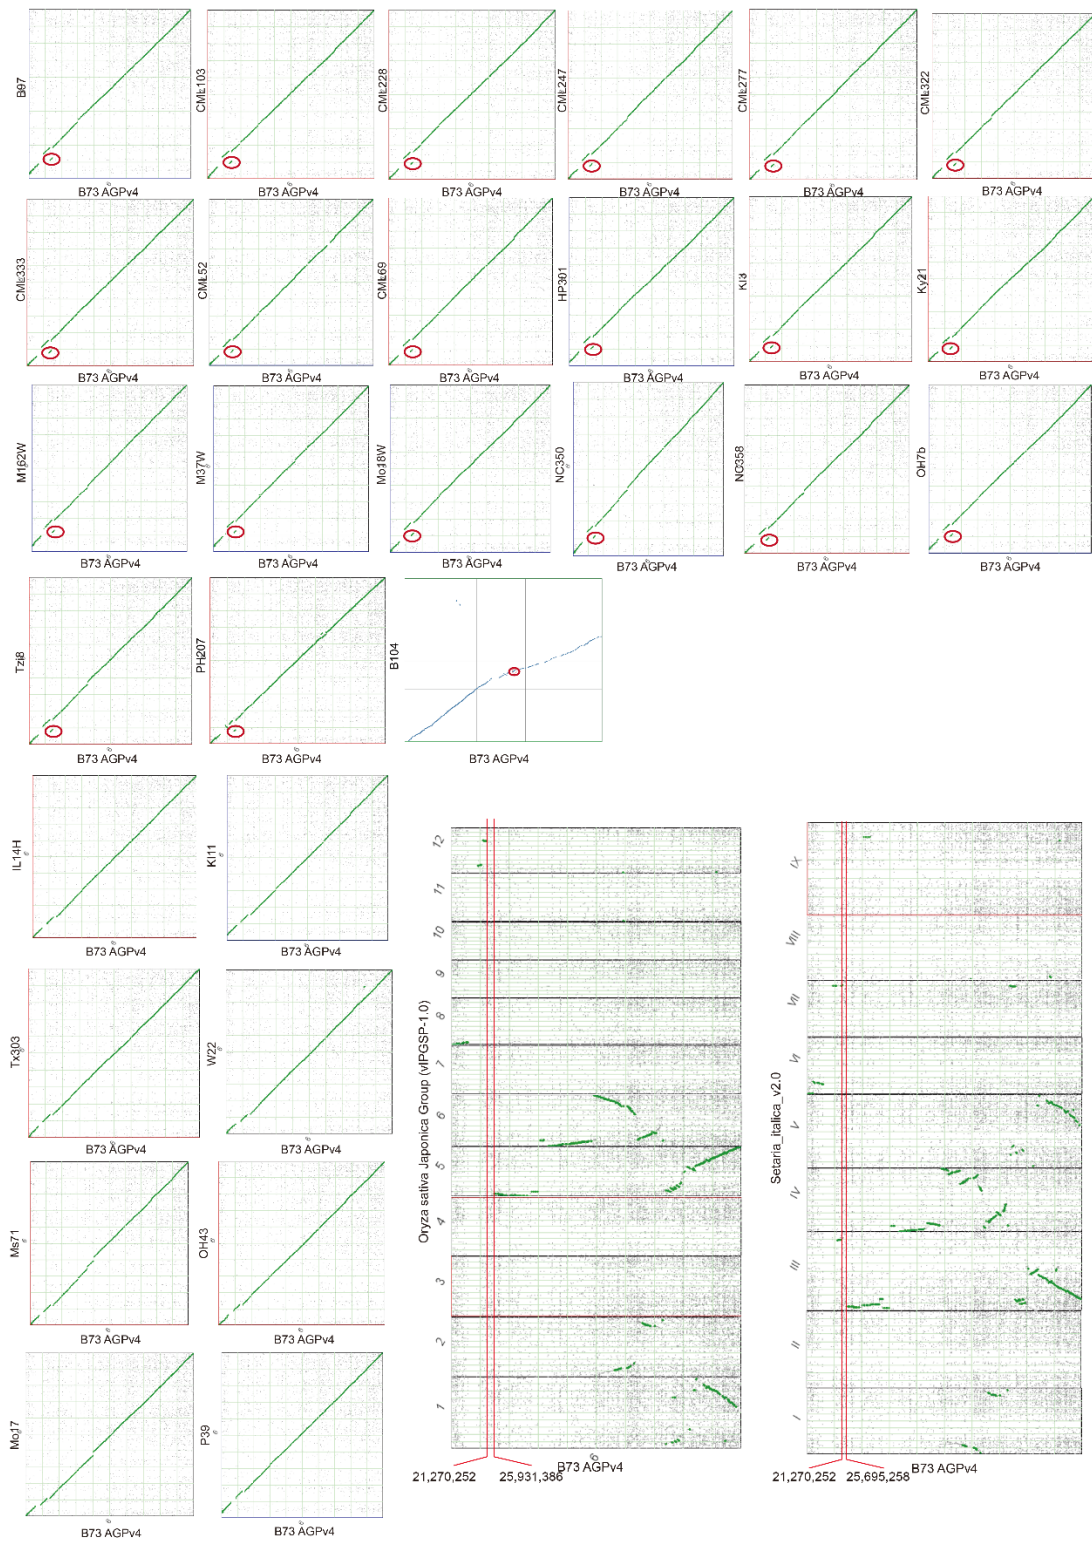 B97
CML103
CML228
CML247
CML277
CML322
B73 AGPv4
B73 AGPv4
B73 AGPv4
B73 AGPv4
B73 AGPv4
B73 AGPv4
CML333
CML52
CML69
HP301
KI3
Ky21
B73 AGPv4
B73 AGPv4
B73 AGPv4
B73 AGPv4
B73 AGPv4
B73 AGPv4
M162W
M37W
Mo18W
NC350
NC358
OH7b
B73 AGPv4
B73 AGPv4
B73 AGPv4
B73 AGPv4
B73 AGPv4
B73 AGPv4
Tzi8
PH207
B104
B73 AGPv4
B73 AGPv4
B73 AGPv4
IL14H
KI11
B73 AGPv4
B73 AGPv4
Tx303
W22
B73 AGPv4
B73 AGPv4
Ms71
OH43
B73 AGPv4
B73 AGPv4
Mo17
P39
B73 AGPv4
B73 AGPv4
Oryza sativa Japonica Group (vIPGSP-1.0)
12
11
10
9
8
7
6
5
4
3
2
1
6
B73 AGPv4
21,270,252
25,931,386
Setaria_italica_v2.0
IX
VIII
VII
VI
V
IV
III
II
I
B73 AGPv4
21,270,252
25,695,258